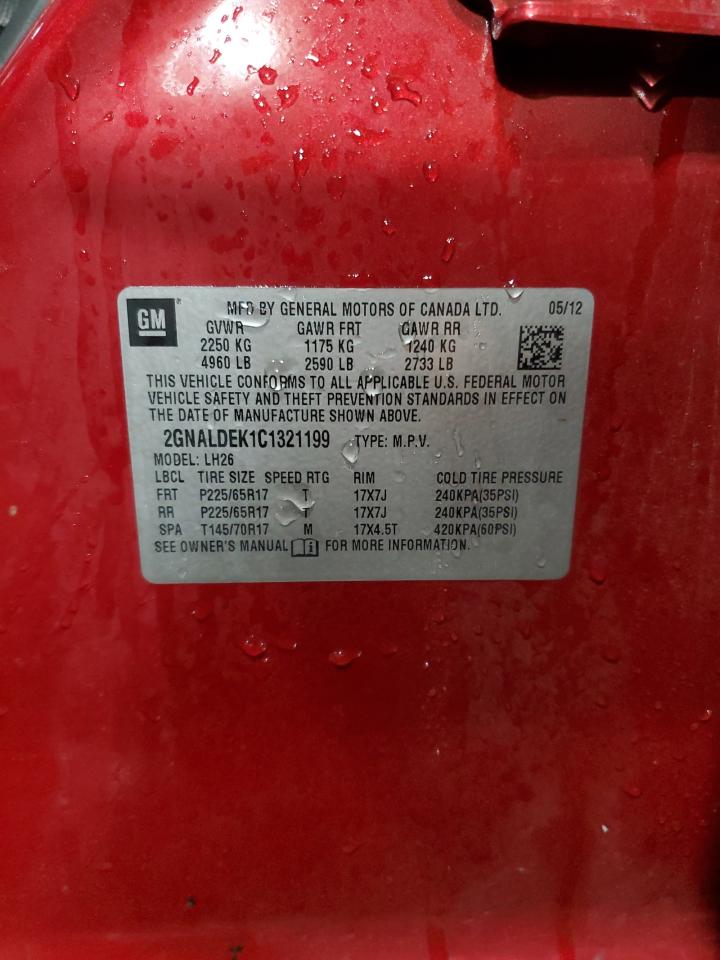 GM MFD BY GENERAL MOTORS OF CANADA LTD. 05/12
GVWR GAWR FRT GAWR RR
2250 KG 1175 KG 1240 KG
4960 LB 2590 LB 2733 LB
THIS VEHICLE CONFORMS TO ALL APPLICABLE U.S. FEDERAL MOTOR
VEHICLE SAFETY AND THEFT PREVENTION STANDARDS IN EFFECT ON
THE DATE OF MANUFACTURE SHOWN ABOVE.
2GNALDEK1C1321199 TYPE: M.P.V.
MODEL: LH26
LBCL TIRE SIZE SPEED RTG RIM COLD TIRE PRESSURE
FRT P225/65R17 T 17X7J 240KPA(35PSI)
RR P225/65R17 T 17X7J 240KPA(35PSI)
SPA T145/70R17 M 17X4.5T 420KPA(60PSI)
SEE OWNER'S MANUAL i FOR MORE INFORMATION.